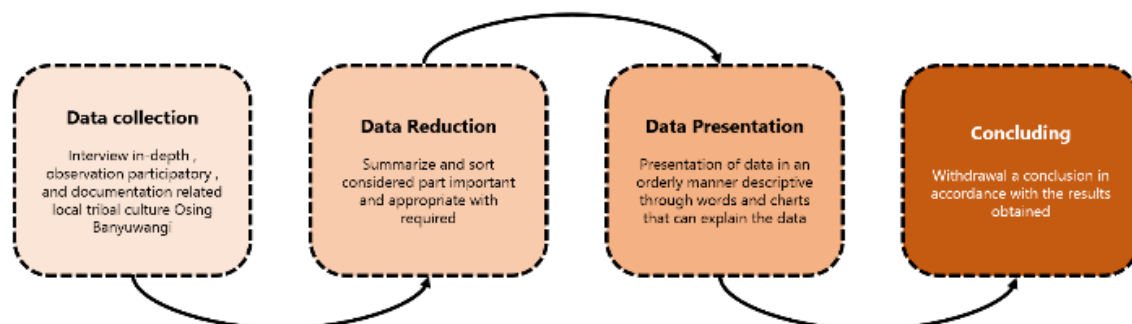 Data collection
Interview in-depth ,
observation participatory ,
and documentation related
local tribal culture Osing
Banyuwangi
Data Reduction
Summarize and sort
considered part important
and appropriate with
required
Data Presentation
Presentation of data in an
orderly manner descriptive
through words and charts
that can explain the data
Concluding
Withdrawal a conclusion in
accordance with the results
obtained